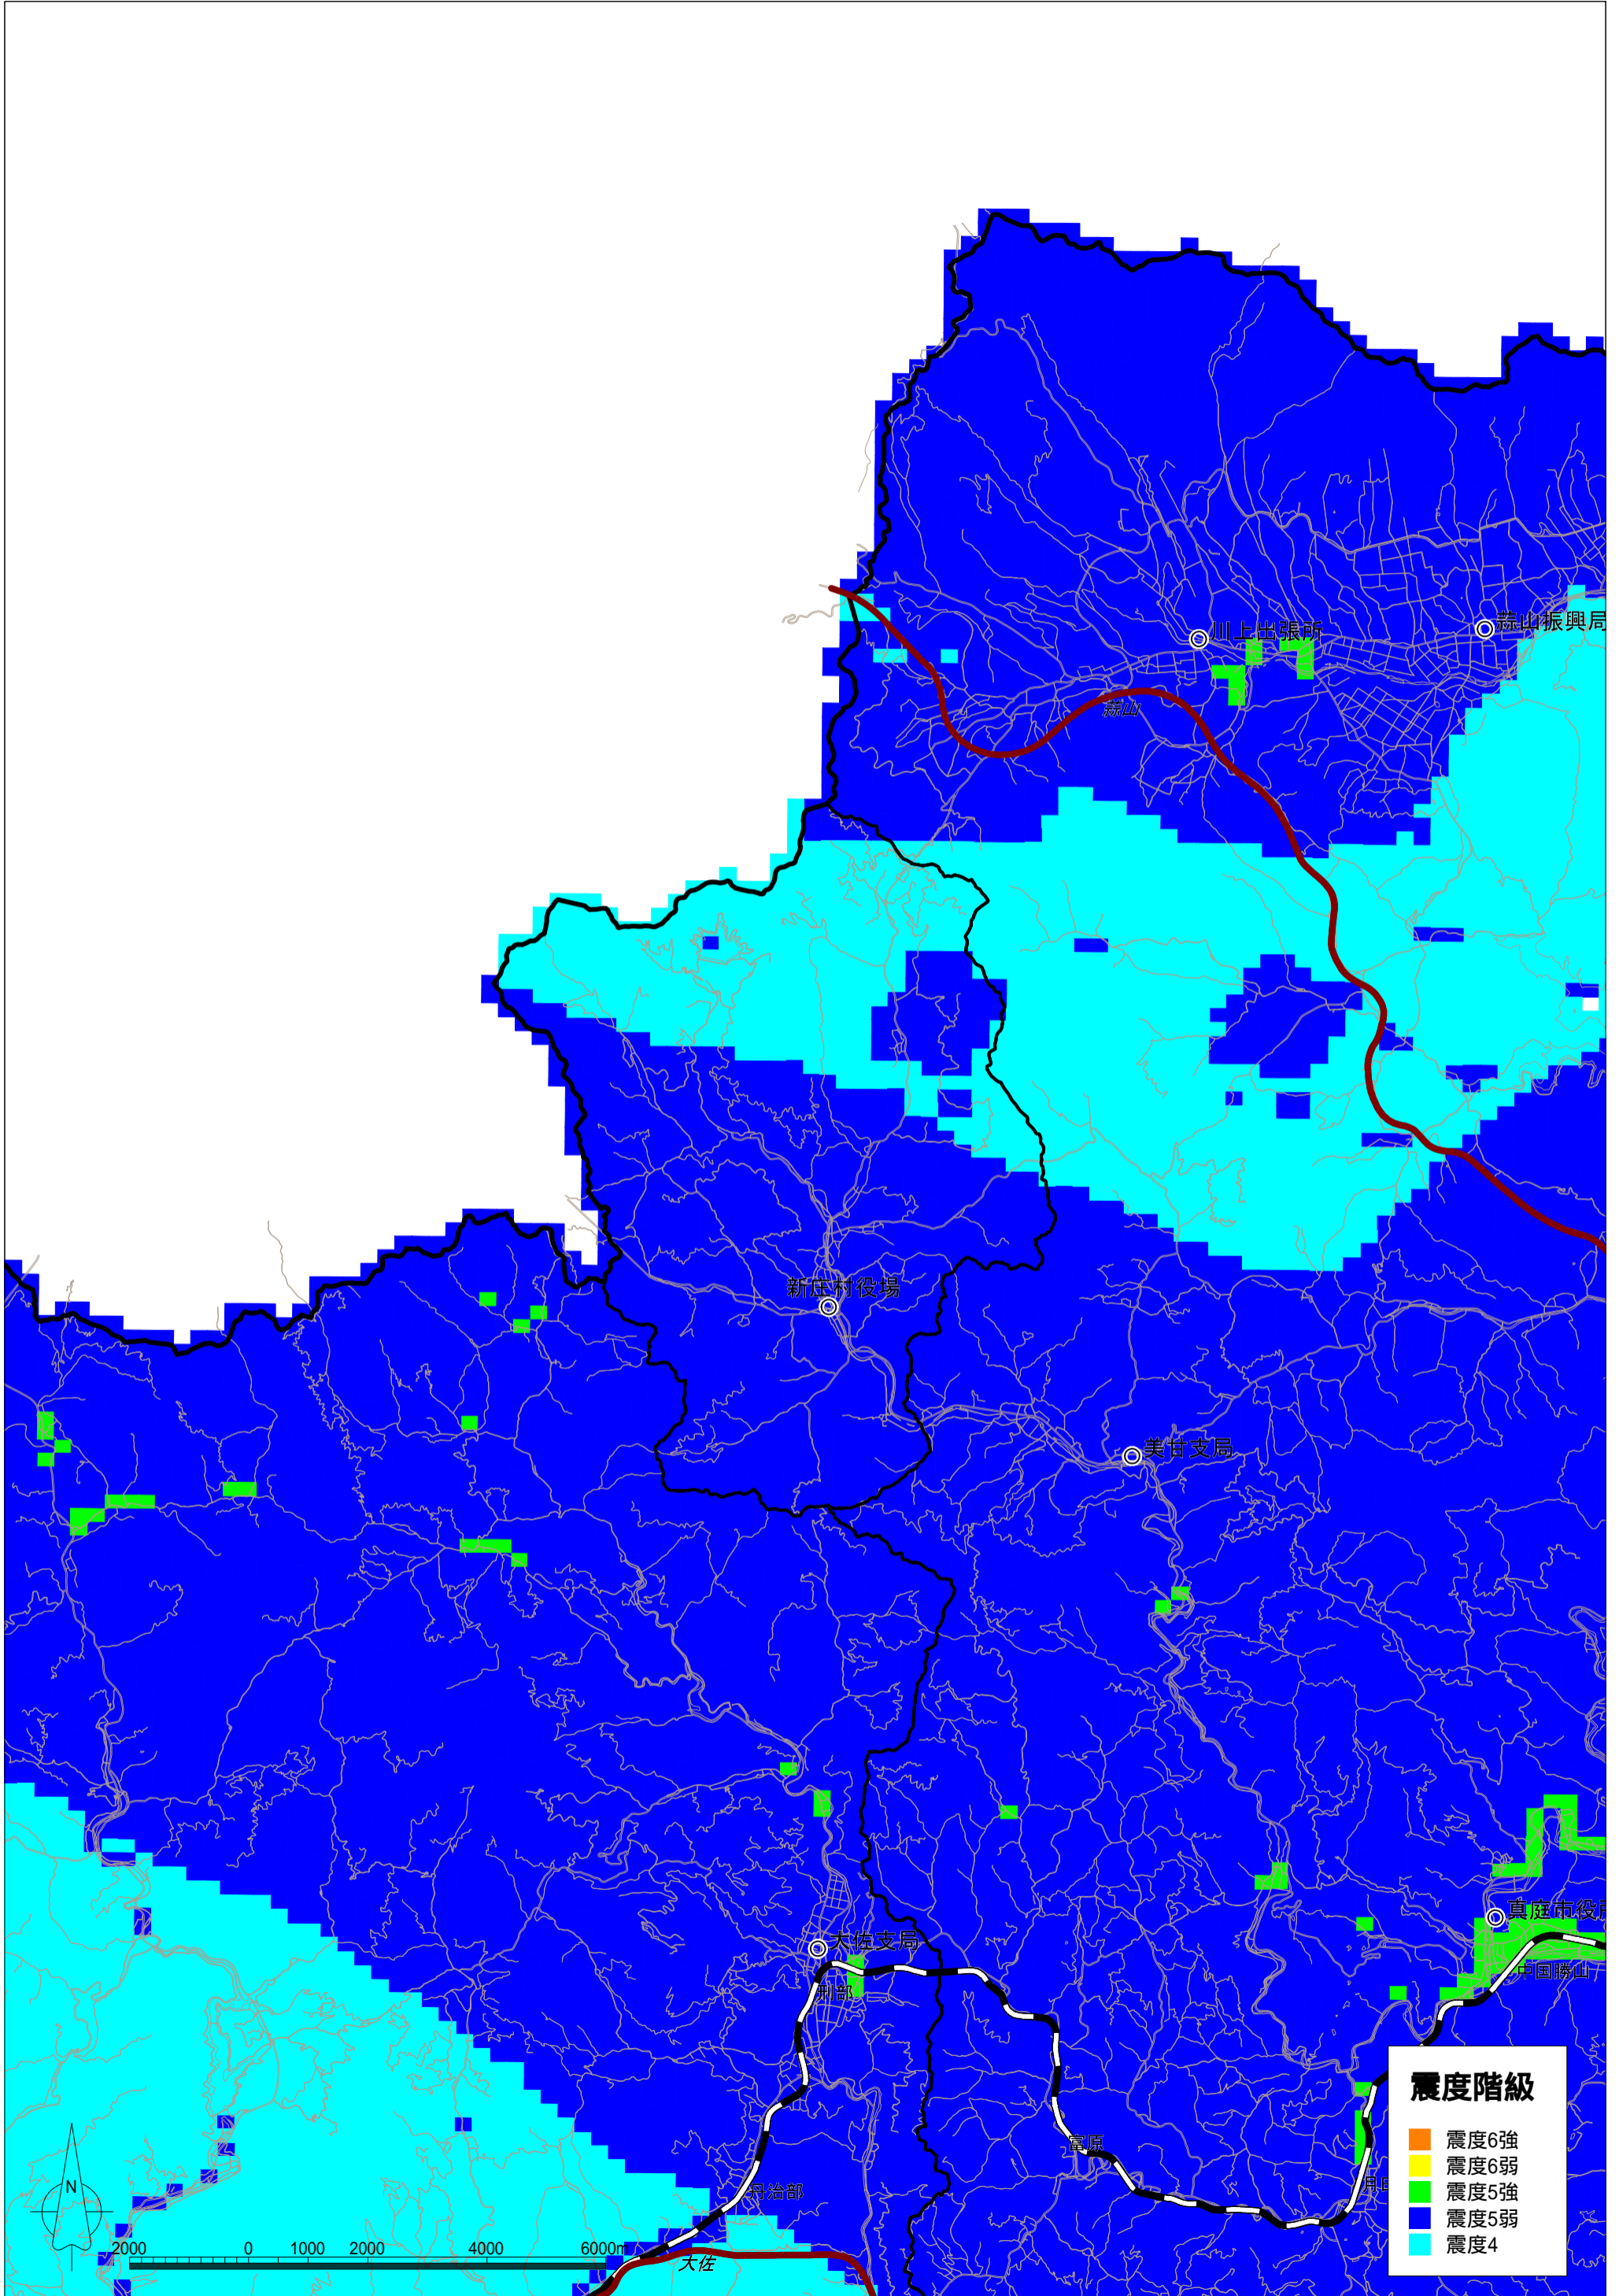 川上出張所
蒜山振興局
蒜山
新庄村役場
美甘支局
真庭市役
大佐支局
中国勝山
刑部
富原
月田
丹治部
大佐
震度階級
震度6強
震度6弱
震度5強
震度5弱
震度4
N
2000 0 1000 2000 4000 6000m